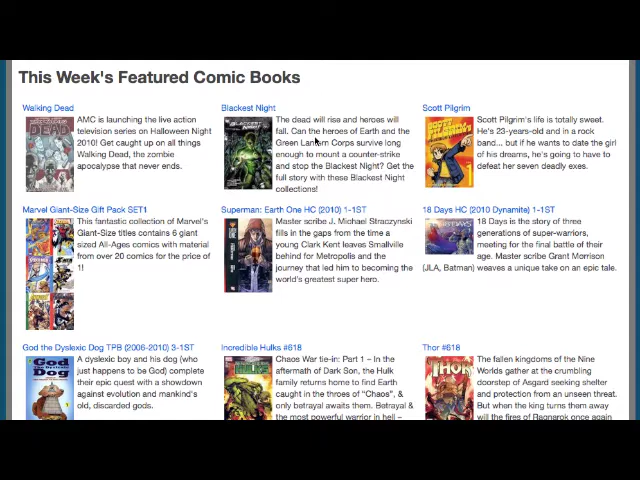 This Week's Featured Comic Books
Walking Dead
AMC is launching the live action
television series on Halloween Night
2010! Get caught up on all things
Walking Dead, the zombie
apocalypse that never ends.
Blackest Night
The dead will rise and heroes will
fall. Can the heroes of Earth and the
Green Lantern Corps survive long
enough to mount a counter-strike
and stop the Blackest Night? Get the
full story with these Blackest Night
collections!
Scott Pilgrim
Scott Pilgrim's life is totally sweet.
He's 23-years-old and in a rock
band... but if he wants to date the girl
of his dreams, he's going to have to
defeat her seven deadly exes.
Marvel Giant-Size Gift Pack SET1
This fantastic collection of Marvel's
Giant-Size titles contains 6 giant
sized All-Ages comics with material
from over 20 comics for the price of
1!
Superman: Earth One HC (2010) 1-1ST
Master scribe J. Michael Straczynski
fills in the gaps from the time a
young Clark Kent leaves Smallville
behind for Metropolis and the
journey that led him to becoming the
world's greatest super hero.
18 Days HC (2010 Dynamite) 1-1ST
18 Days is the story of three
generations of super-warriors,
meeting for the final battle of their
age. Master scribe Grant Morrison
(JLA, Batman) weaves a unique take on an epic tale.
God the Dyslexic Dog TPB (2006-2010) 3-1ST
God
Dog
A dyslexic boy and his dog (who
just happens to be God) complete
their epic quest with a showdown
against evolution and mankind's
old, discarded gods.
Incredible Hulks #618
Chaos War tie-in: Part 1 – In the
aftermath of Dark Son, the Hulk
family returns home to find Earth
caught in the throes of "Chaos", &
only betrayal awaits them. Betrayal &
the most powerful warrior in hell –
Thor #618
THOR
The fallen kingdoms of the Nine
Worlds gather at the crumbling
doorstep of Asgard seeking shelter
and protection from an unseen threat.
But when the king turns them away
will the fires of Ragnarok once again